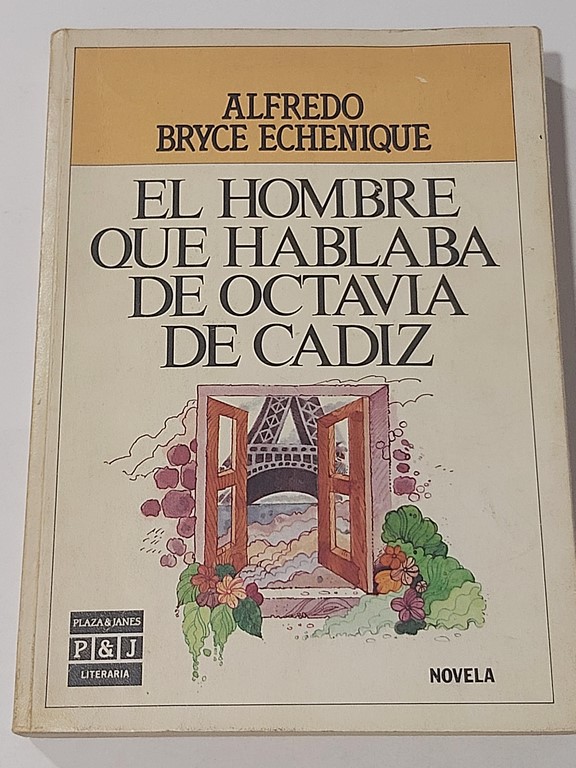 ALFREDO
BRYCE ECHENIQUE
EL HOMBRE
QUE HABLABA
DE OCTAVIA
DE CADIZ
PLAZA & JANES
P & J
LITERARIA
NOVELA